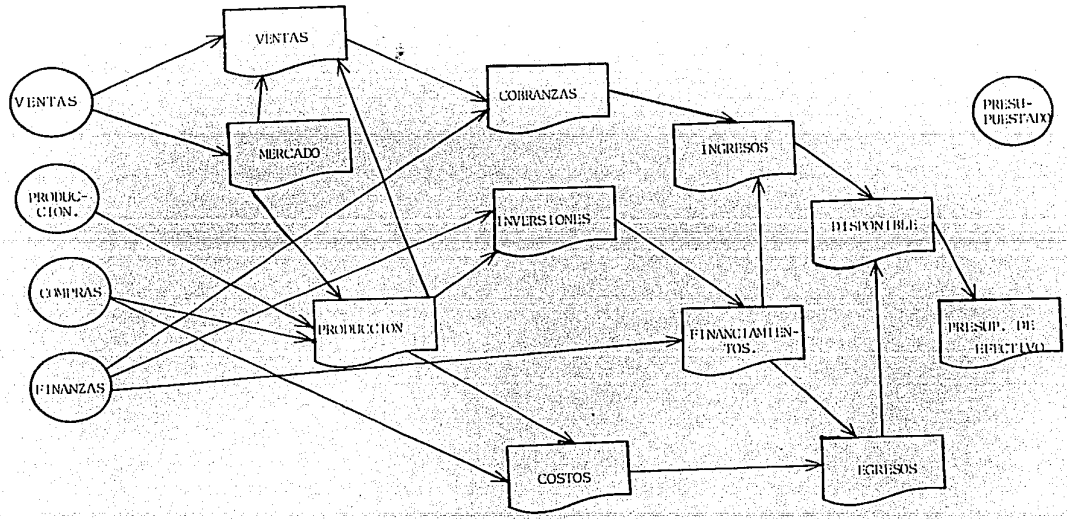 VENTAS
VENTAS
COBRANZAS
PRESU-
PUESTADO
MERCADO
INGRESOS
PRODUC-
CION.
INVERSIONES
DISPONIBLE
COMPRAS
PRODUCCION
FINANCIAMIEN-
TOS.
PRESUP. DE
EFECTIVO
FINANZAS
COSTOS
EGRESOS